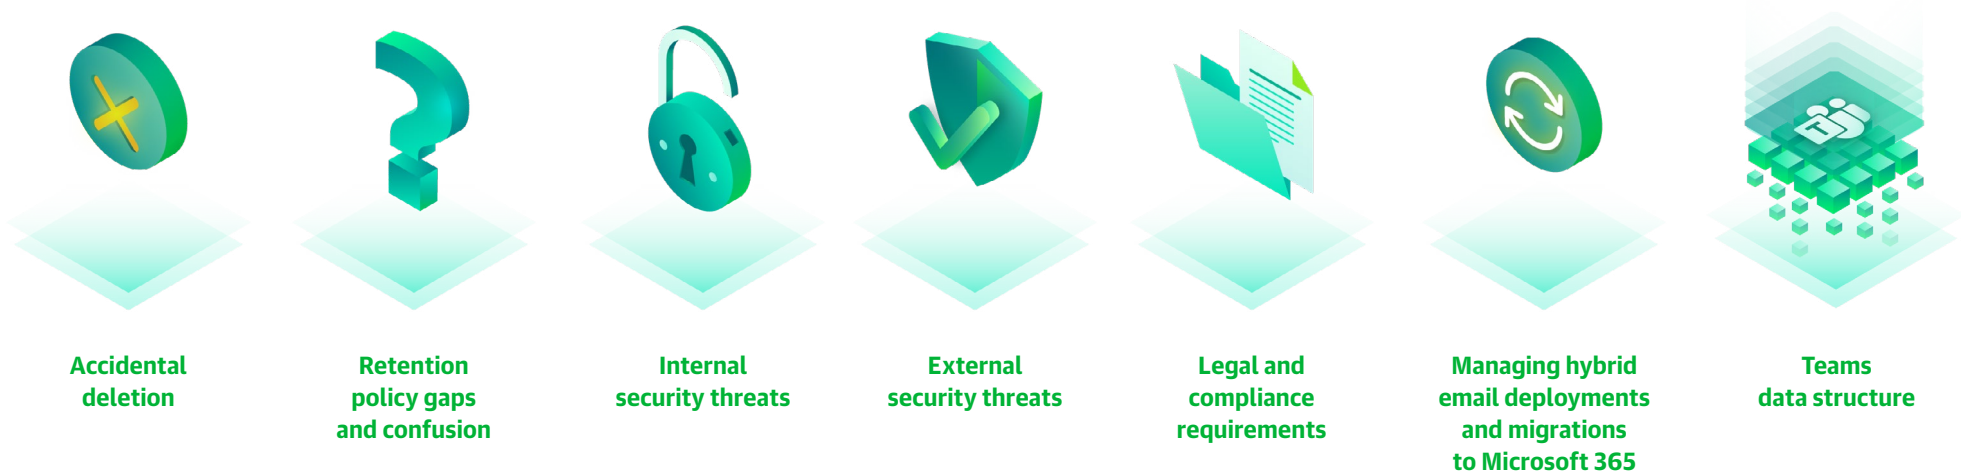 Accidental
deletion
Retention
policy gaps
and confusion
Internal
security threats
External
security threats
Legal and
compliance
requirements
Managing hybrid
email deployments
and migrations
to Microsoft 365
Teams
data structure
T